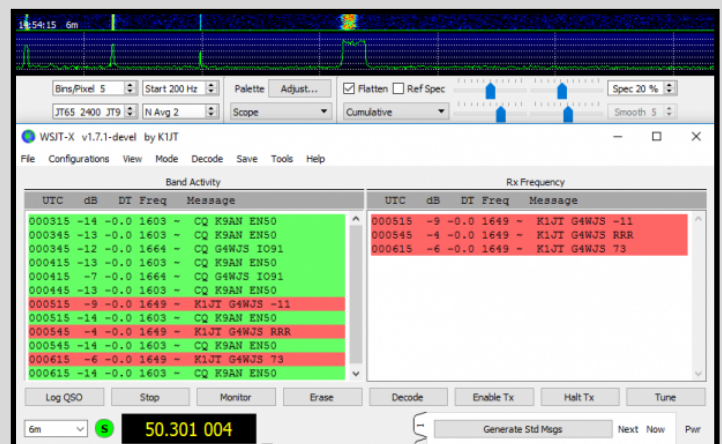 14:54:15 6m
Bins/Pixel 5 Start 200 Hz Palette Adjust... Flatten Ref Spec Spec 20 %
JT65 2400 JT9 N Avg 2 Scope Cumulative Smooth 5
WSJT-X v1.7.1-devel by K1JT
File Configurations View Mode Decode Save Tools Help
Band Activity
UTC dB DT Freq Message
000315 -14 -0.0 1603 ~ CQ K9AN EN50
000345 -13 -0.0 1603 ~ CQ K9AN EN50
000345 -12 -0.0 1664 ~ CQ G4WJS IO91
000415 -13 -0.0 1603 ~ CQ K9AN EN50
000415 -7 -0.0 1664 ~ CQ G4WJS IO91
000445 -13 -0.0 1603 ~ CQ K9AN EN50
000515 -9 -0.0 1649 ~ K1JT G4WJS -11
000515 -14 -0.0 1603 ~ CQ K9AN EN50
000545 -4 -0.0 1649 ~ K1JT G4WJS RRR
000545 -14 -0.0 1603 ~ CQ K9AN EN50
000615 -6 -0.0 1649 ~ K1JT G4WJS 73
000615 -14 -0.0 1603 ~ CQ K9AN EN50
Rx Frequency
UTC dB DT Freq Message
000515 -9 -0.0 1649 ~ K1JT G4WJS -11
000545 -4 -0.0 1649 ~ K1JT G4WJS RRR
000615 -6 -0.0 1649 ~ K1JT G4WJS 73
Log QSO Stop Monitor Erase Decode Enable Tx Halt Tx Tune
6m S 50.301 004 Generate Std Msgs Next Now Pwr